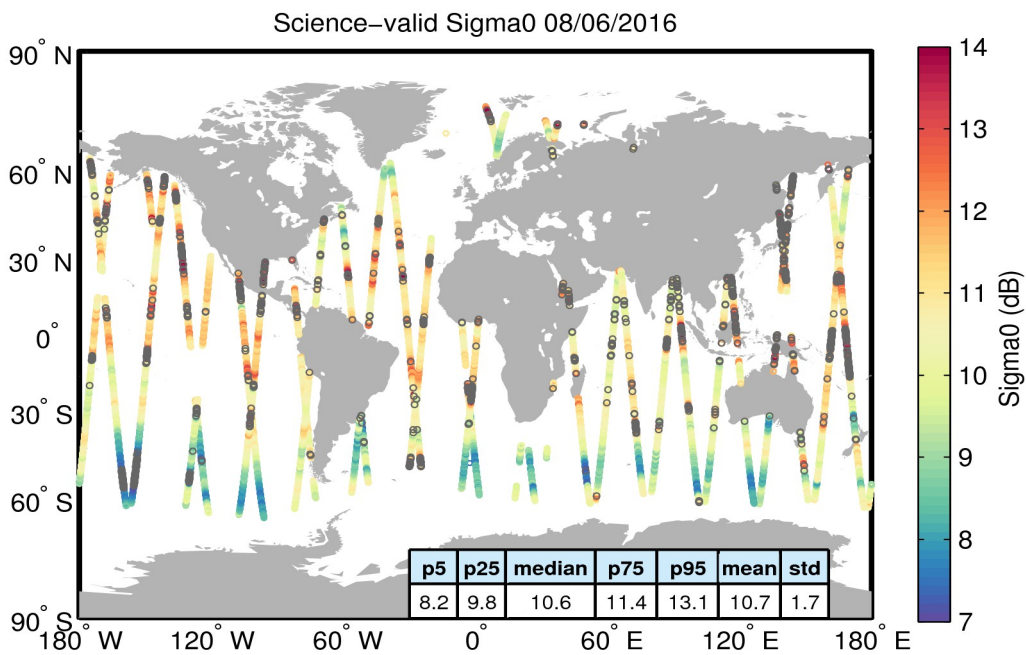 Science−valid Sigma0 08/06/2016
90° N
60° N
30° N
0°
30° S
60° S
90° S
180° W
120° W
60° W
0°
60° E
120° E
180° E
p5 p25 median p75 p95 mean std
8.2 9.8 10.6 11.4 13.1 10.7 1.7
14
13
12
11
10
9
8
7
Sigma0 (dB)